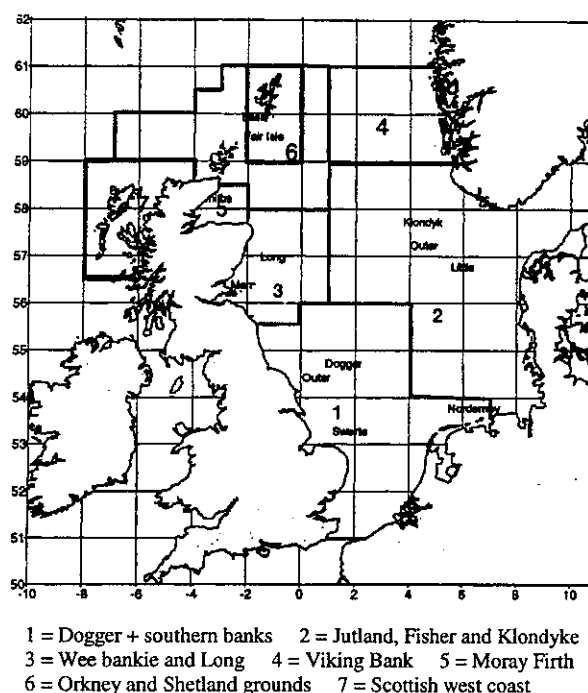 62
61
60
4
Fair Isle
6
59
58
5
Klondyk
Outer
57
Long
Little
Marr
3
56
2
55
Dogger
Outer
54
1
Norderney
53
52
51
50
-10 -8 -6 -4 -2 0 2 4 6 8 10
1 = Dogger + southern banks 2 = Jutland, Fisher and Klondyke
3 = Wee bankie and Long 4 = Viking Bank 5 = Moray Firth
6 = Orkney and Shetland grounds 7 = Scottish west coast